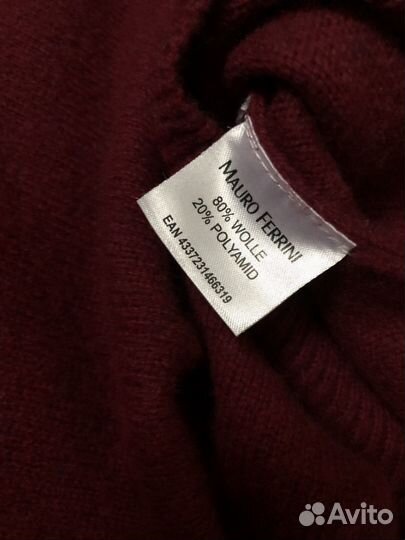 MAURO FERRINI
80% WOLLE
20% POLYAMID
EAN 4337231466319
Avito